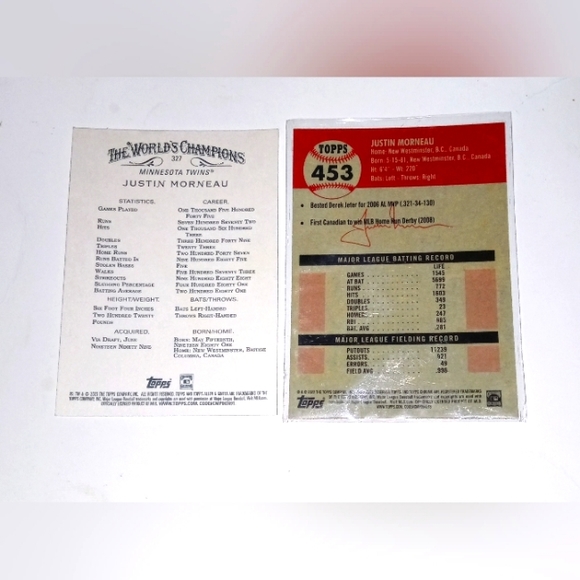 THE WORLD'S CHAMPIONS
327
MINNESOTA TWINS®
JUSTIN MORNEAU
STATISTICS. CAREER.
GAMES PLAYED ONE THOUSAND FIVE HUNDRED
FORTY FIVE
RUNS SEVEN HUNDRED SEVENTY TWO
HITS ONE THOUSAND SIX HUNDRED
THREE
DOUBLES THREE HUNDRED FORTY NINE
TRIPLES TWENTY THREE
HOME RUNS TWO HUNDRED FORTY SEVEN
RUNS BATTED IN NINE HUNDRED EIGHTY FIVE
STOLEN BASES FIVE
WALKS FIVE HUNDRED SEVENTY THREE
STRIKEOUTS NINE HUNDRED EIGHTY FIVE
SLUGGING PERCENTAGE FOUR HUNDRED EIGHTY ONE
BATTING AVERAGE TWO HUNDRED EIGHTY ONE
HEIGHT/WEIGHT. BATS/THROWS.
SIX FOOT FOUR INCHES BATS LEFT-HANDED
TWO HUNDRED TWENTY THROWS RIGHT-HANDED
POUNDS
ACQUIRED. BORN/HOME.
VIA DRAFT, JUNE BORN: MAY FIFTEENTH,
NINETEEN NINETY NINE NINETEEN EIGHTY ONE
HOME: NEW WESTMINSTER, BRITISH
COLUMBIA, CANADA
Topps
TOPPS
453
JUSTIN MORNEAU
Home: New Westminster, B.C., Canada
Born: 5-15-81, New Westminster, B.C., Canada
Ht: 6'4" Wt: 220
Bats: Left Throws: Right
• Bested Derek Jeter for 2006 AL MVP (.321-34-130)
• First Canadian to win MLB Home Run Derby (2008)
MAJOR LEAGUE BATTING RECORD
LIFE
GAMES 1545
AT BAT 5699
RUNS 772
HITS 1603
DOUBLES 349
TRIPLES 23
HOMERS 247
RBI 985
BAT. AVG. .281
MAJOR LEAGUE FIELDING RECORD
PUTOUTS 11239
ASSISTS 821
ERRORS 49
FIELD AVG. .996
Topps